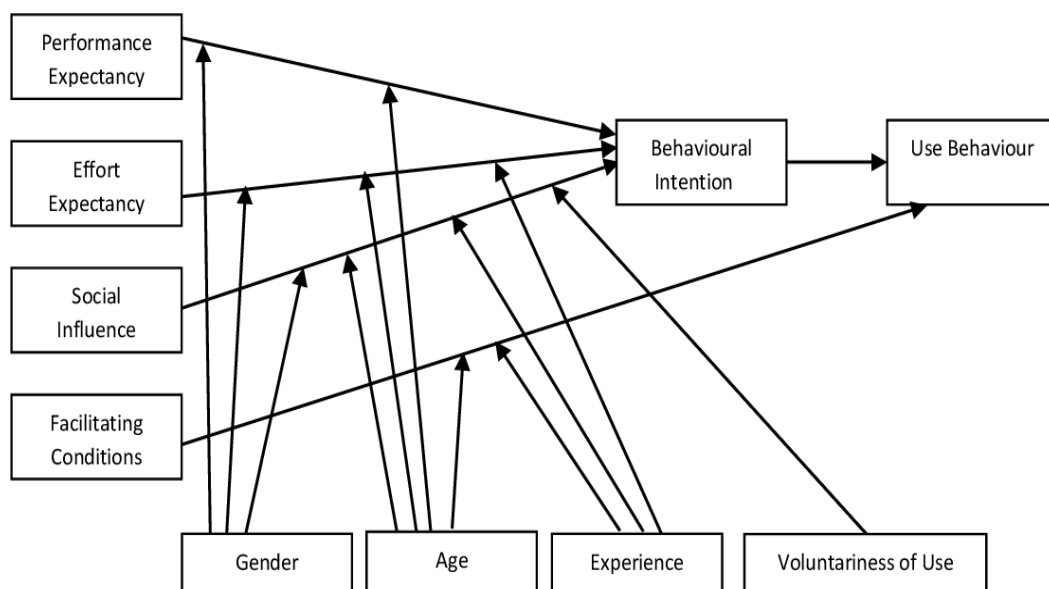 Performance
Expectancy
Effort
Expectancy
Social
Influence
Facilitating
Conditions
Behavioural
Intention
Use Behaviour
Gender
Age
Experience
Voluntariness of Use